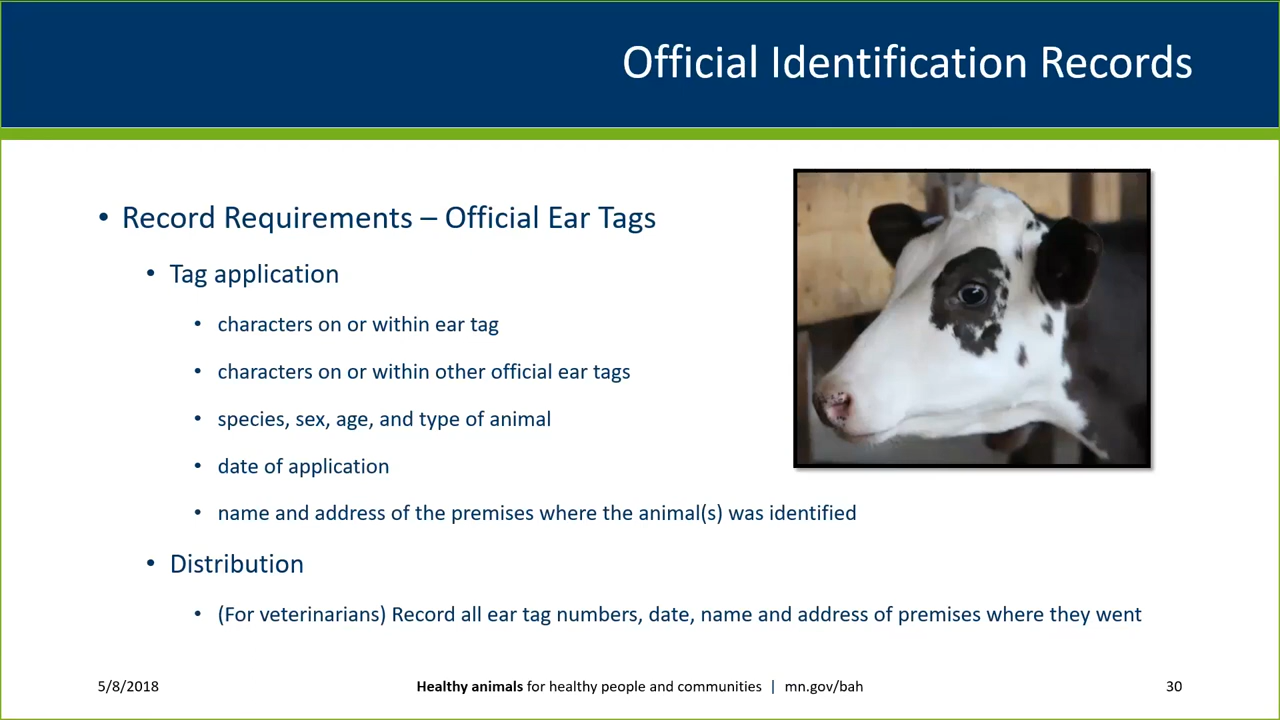 Official Identification Records
• Record Requirements – Official Ear Tags
• Tag application
• characters on or within ear tag
• characters on or within other official ear tags
• species, sex, age, and type of animal
• date of application
• name and address of the premises where the animal(s) was identified
• Distribution
• (For veterinarians) Record all ear tag numbers, date, name and address of premises where they went
5/8/2018
Healthy animals for healthy people and communities | mn.gov/bah
30